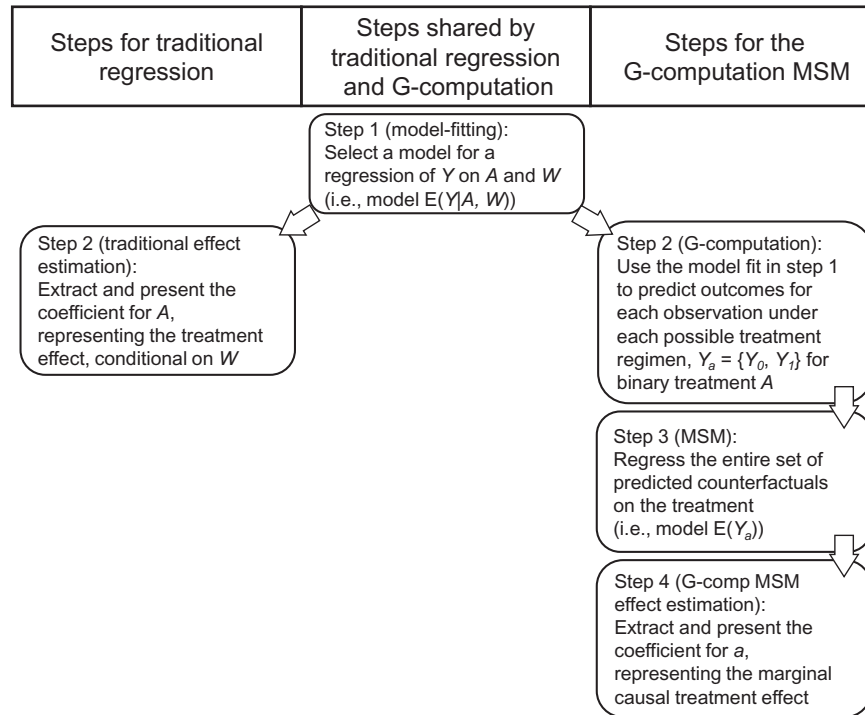 Steps for traditional
regression
Steps shared by
traditional regression
and G-computation
Steps for the
G-computation MSM
Step 1 (model-fitting):
Select a model for a
regression of Y on A and W
(i.e., model E(Y|A, W))
Step 2 (traditional effect
estimation):
Extract and present the
coefficient for A,
representing the treatment
effect, conditional on W
Step 2 (G-computation):
Use the model fit in step 1
to predict outcomes for
each observation under
each possible treatment
regimen, Yₐ = {Y₀, Y₁} for
binary treatment A
Step 3 (MSM):
Regress the entire set of
predicted counterfactuals
on the treatment
(i.e., model E(Yₐ))
Step 4 (G-comp MSM
effect estimation):
Extract and present the
coefficient for a,
representing the marginal
causal treatment effect